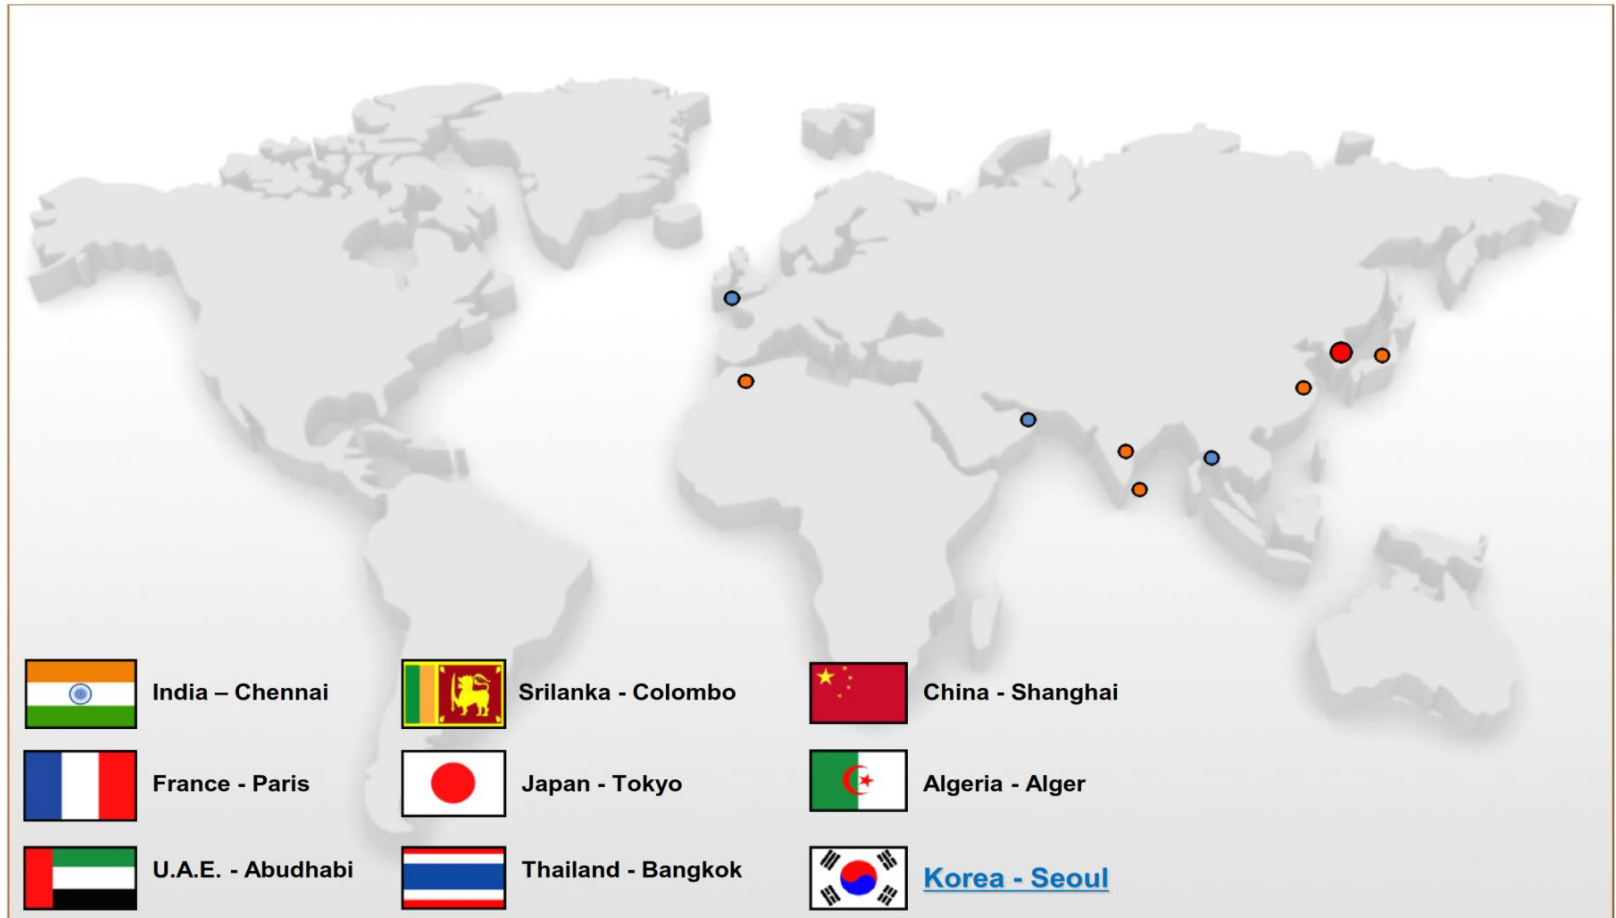 India – Chennai
Srilanka - Colombo
China - Shanghai
France - Paris
Japan - Tokyo
Algeria - Alger
U.A.E. - Abudhabi
Thailand - Bangkok
Korea - Seoul